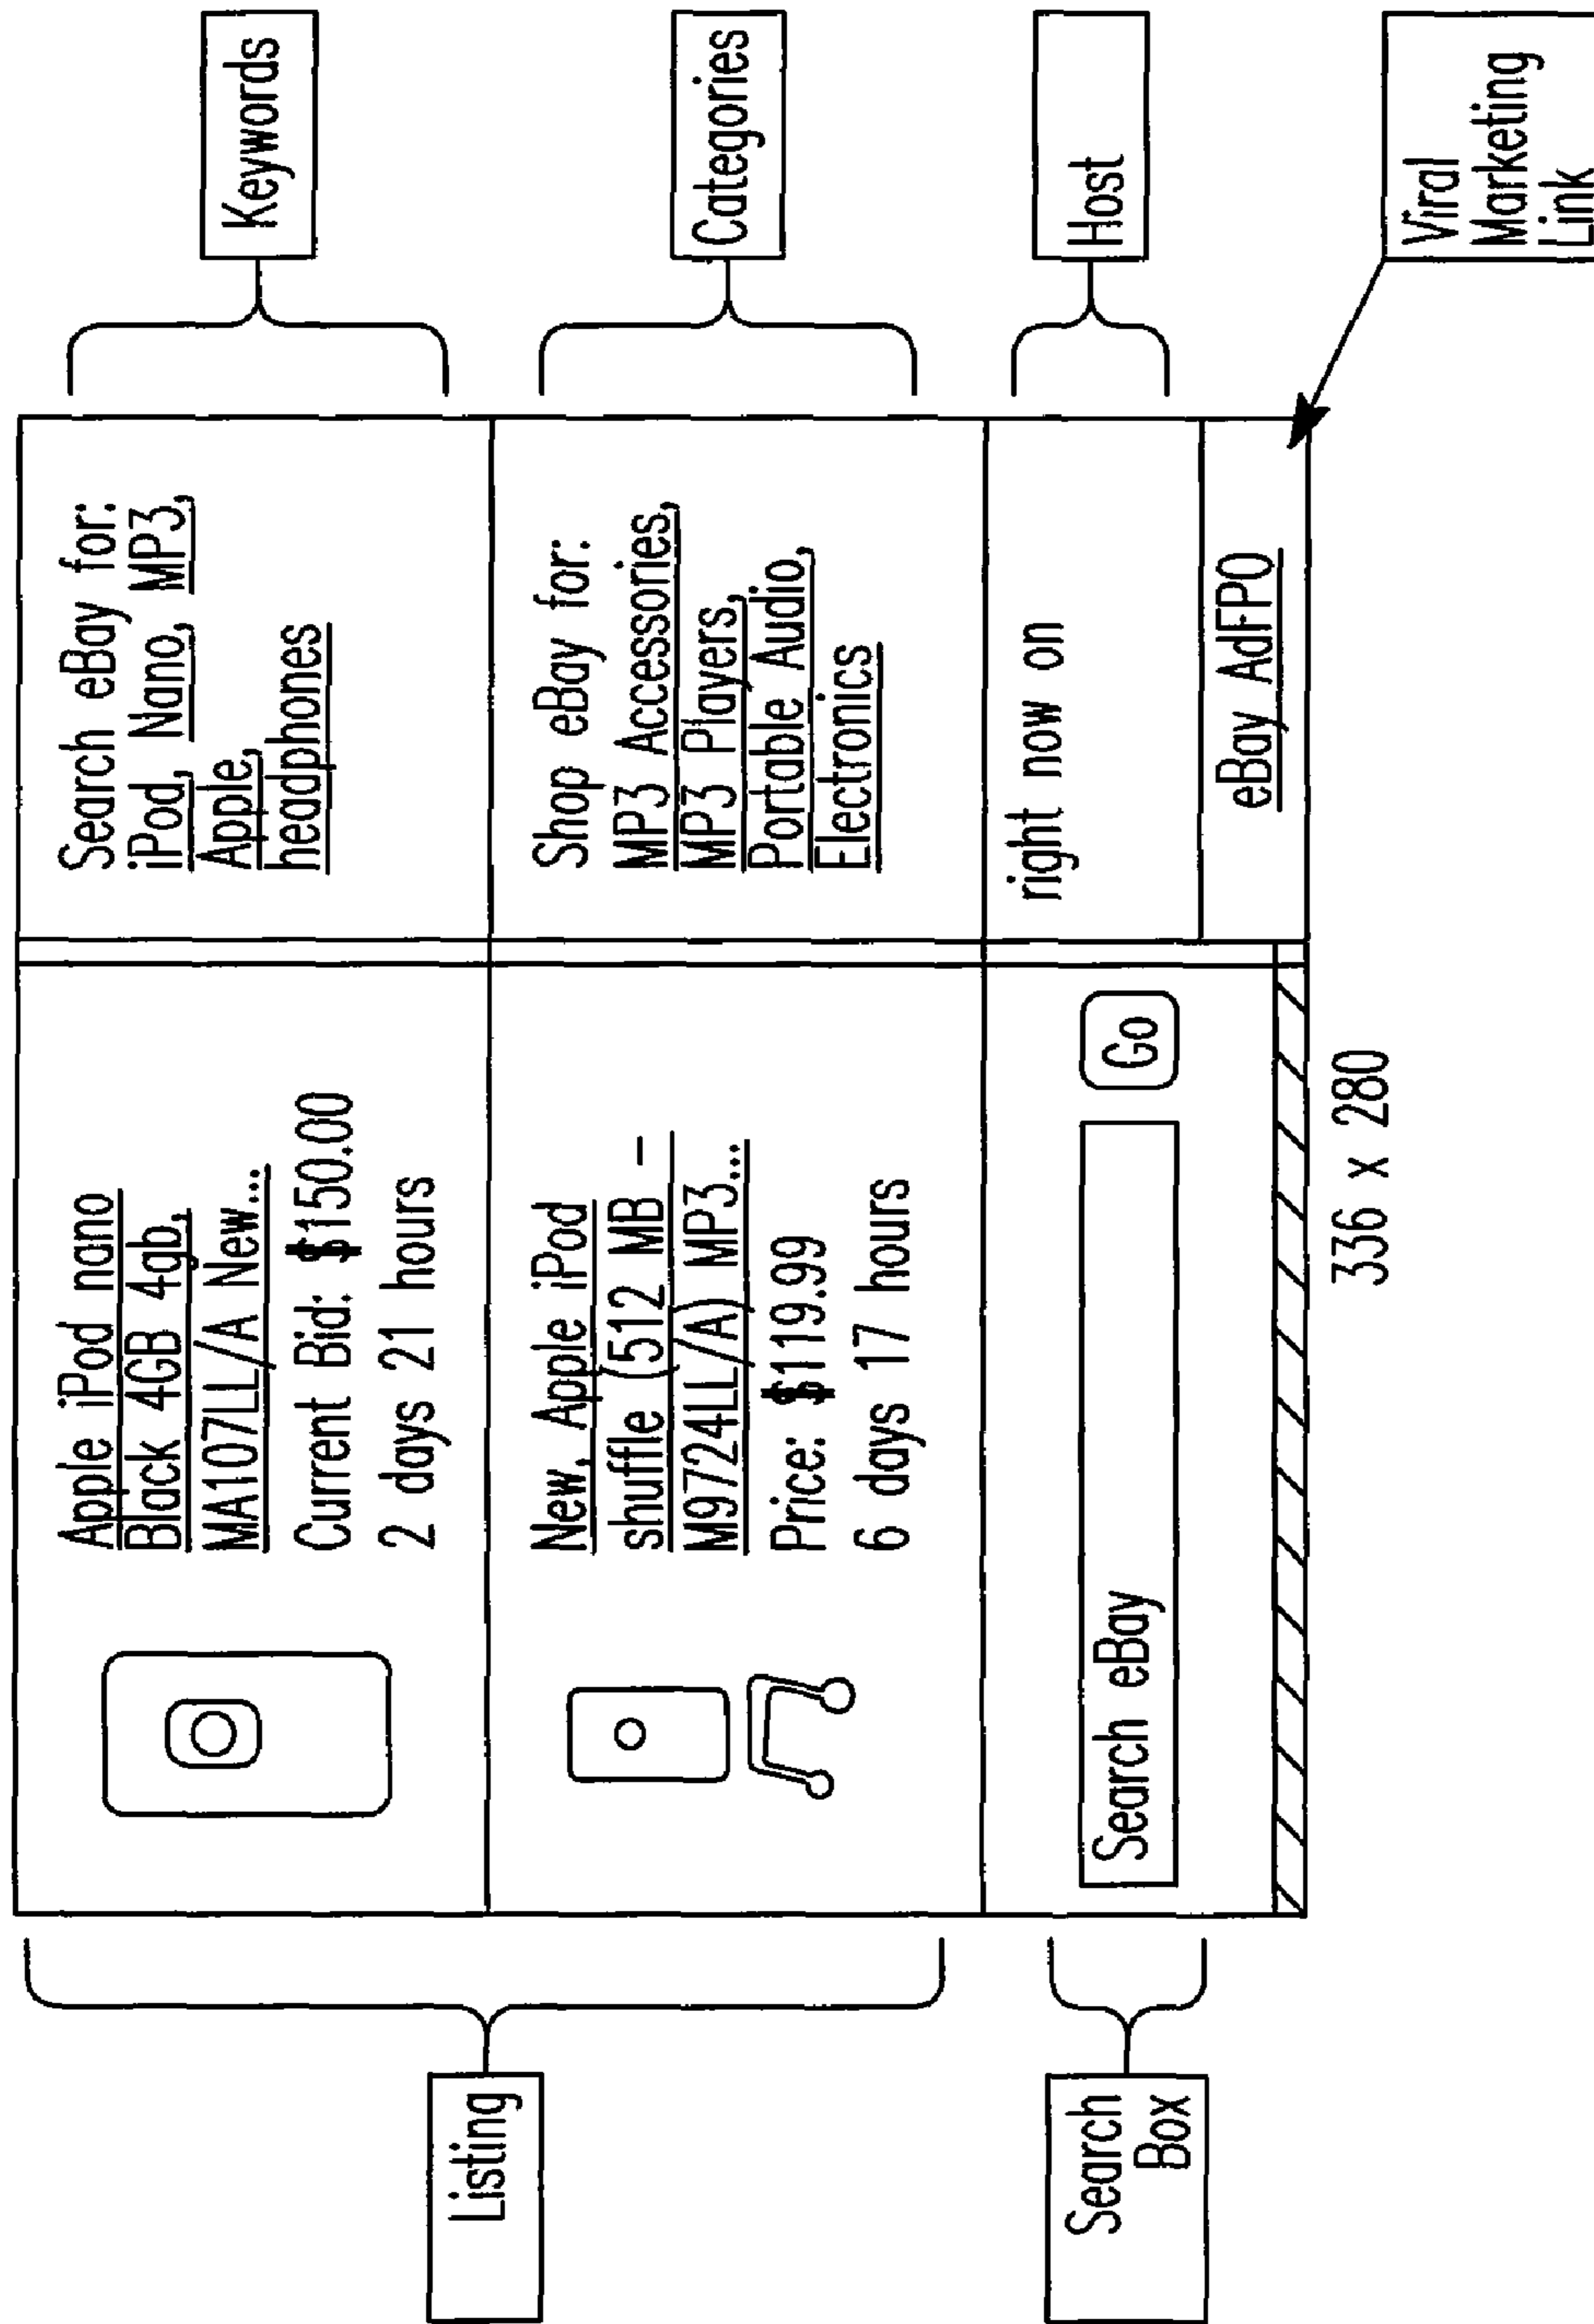 Listing
Search
Box
Apple iPod nano
Black 4GB 4gb,
MA107LL/A New...
Current Bid: $150.00
2 days 21 hours
New, Apple iPod
shuffle (512 MB –
M9724LL/A) MP3...
Price: $119.99
6 days 17 hours
Search eBay
Go
Search eBay for:
iPod, Nano, MP3,
Apple,
headphones
Shop eBay for:
MP3 Accessories,
MP3 Players,
Portable Audio,
Electronics
right now on
eBay AdFPO
Keywords
Categories
Host
Viral
Marketing
Link
336 x 280